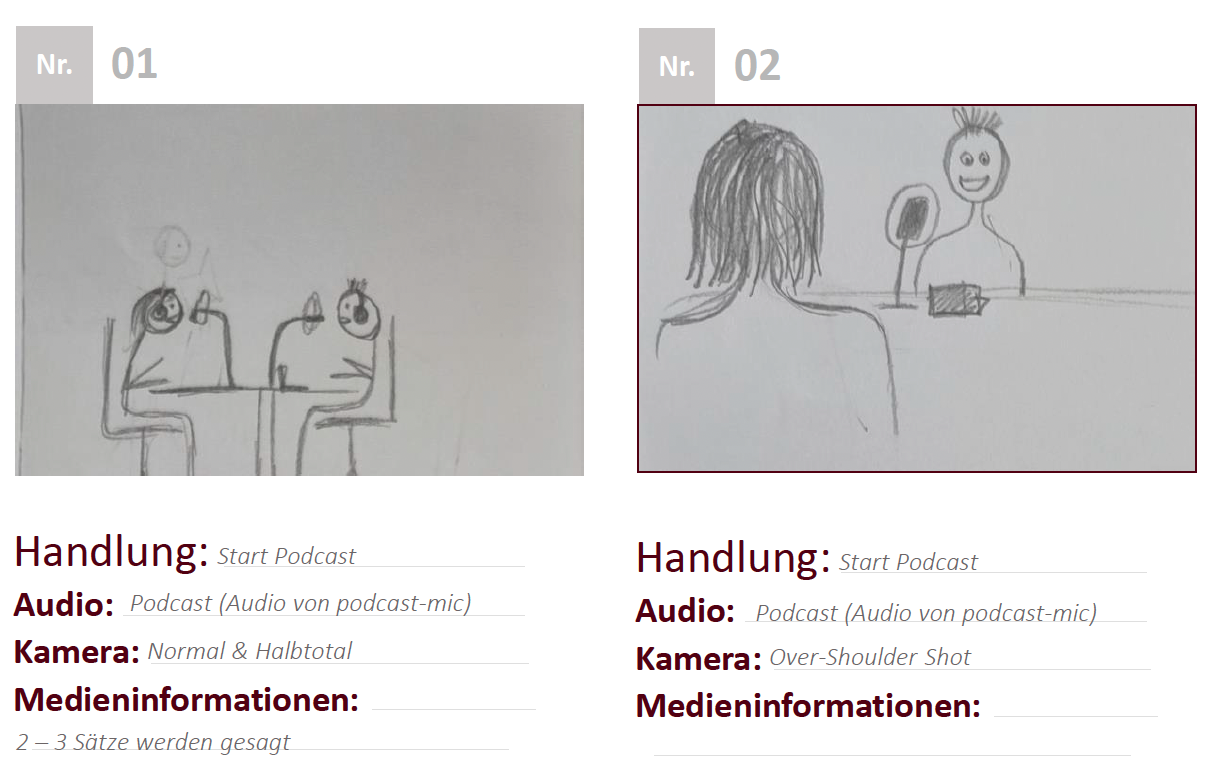 Nr. 01
Handlung: Start Podcast
Audio: Podcast (Audio von podcast-mic)
Kamera: Normal & Halbtotal
Medieninformationen:
2 – 3 Sätze werden gesagt
Nr. 02
Handlung: Start Podcast
Audio: Podcast (Audio von podcast-mic)
Kamera: Over-Shoulder Shot
Medieninformationen: